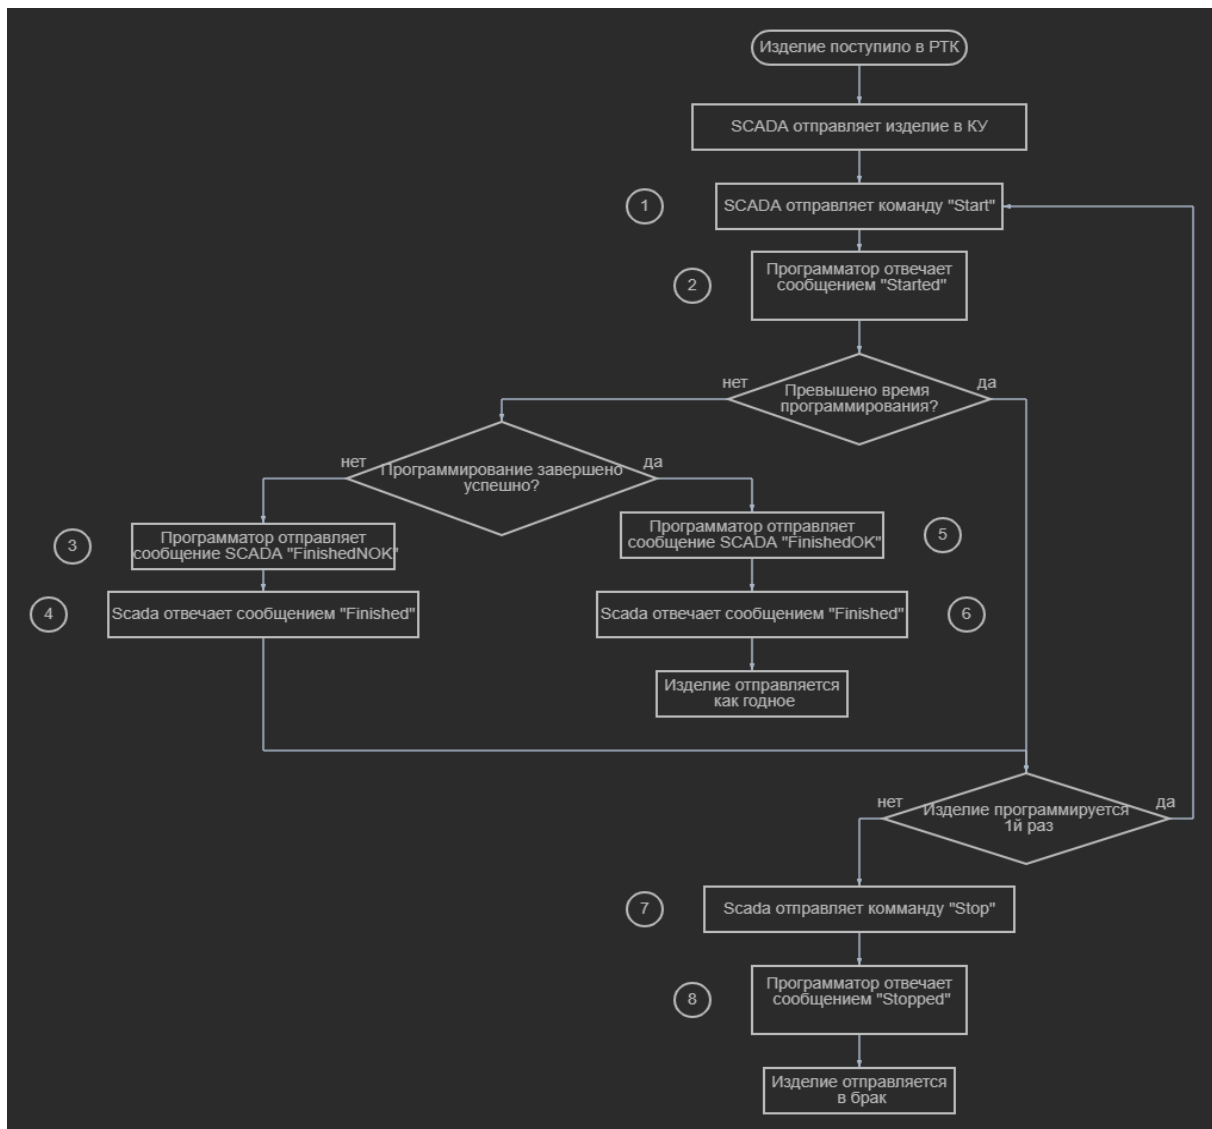 Изделие поступило в РТК
SCADA отправляет изделие в КУ
1
SCADA отправляет команду "Start"
2
Программатор отвечает
сообщением "Started"
нет
Превышено время
программирования?
да
нет
Программирование завершено
успешно?
да
3
Программатор отправляет
сообщение SCADA "FinishedNOK"
Программатор отправляет
сообщение SCADA "FinishedOK"
5
4
Scada отвечает сообщением "Finished"
Scada отвечает сообщением "Finished"
6
Изделие отправляется
как годное
нет
Изделие программируется
1й раз
да
7
Scada отправляет комманду "Stop"
8
Программатор отвечает
сообщением "Stopped"
Изделие отправляется
в брак